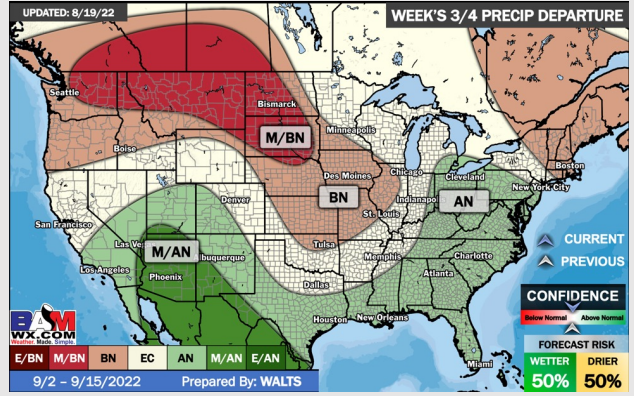 UPDATED: 8/19/22
WEEK'S 3/4 PRECIP DEPARTURE
Seattle
Bismarck
M/BN
Minneapolis
Boise
Boston
Chicago
Cleveland
Des Moines
New York City
BN
AN
Denver
Indianapo
St. Louis
San Francisco
CURRENT
Las Ve
M/AN
Tulsa
Memphis
Charlotte
PREVIOUS
lbuquerque
Los Angeles
Phoenix
Atlanta
Dallas
CONFIDENCE
Below Normal
Above Normal
Houston
New Orleans
BAM
WX.COM
Weather. Made. Simple.
FORECAST RISK
E/BN
M/BN
BN
EC
AN
M/AN
E/AN
WETTER
DRIER
Miami
50%
50%
9/2 – 9/15/2022
Prepared By: WALTS